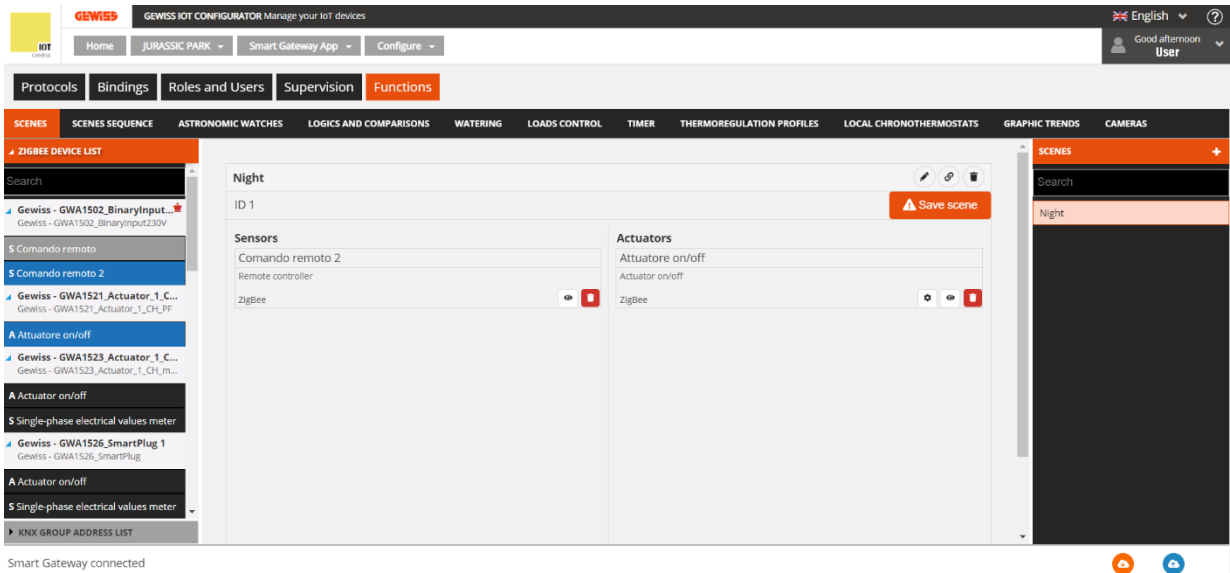 GEWISS
GEWISS IOT CONFIGURATOR Manage your IoT devices
English
?
IOT
Home
JURASSIC PARK
Smart Gateway App
Configure
Good afternoon
User
Protocols
Bindings
Roles and Users
Supervision
Functions
SCENES
SCENES SEQUENCE
ASTRONOMIC WATCHES
LOGICS AND COMPARISONS
WATERING
LOADS CONTROL
TIMER
THERMOREGULATION PROFILES
LOCAL CHRONOTHERMOSTATS
GRAPHIC TRENDS
CAMERAS
ZIGBEE DEVICE LIST
Search
Gewiss - GWA1502_BinaryInput...
Gewiss - GWA1502_BinaryInput230V
S Comando remoto
S Comando remoto 2
Gewiss - GWA1521_Actuator_1_C...
Gewiss - GWA1521_Actuator_1_CH_PF
A Attuatore on/off
Gewiss - GWA1523_Actuator_1_C...
Gewiss - GWA1523_Actuator_1_CH_m...
A Actuator on/off
S Single-phase electrical values meter
Gewiss - GWA1526_SmartPlug 1
Gewiss - GWA1526_SmartPlug
A Actuator on/off
S Single-phase electrical values meter
KNX GROUP ADDRESS LIST
Night
ID 1
Save scene
Sensors
Comando remoto 2
Remote controller
ZigBee
Actuators
Attuatore on/off
Actuator on/off
ZigBee
SCENES
+
Search
Night
Smart Gateway connected